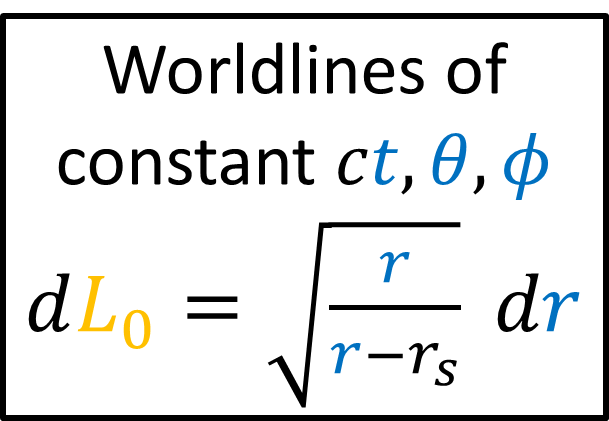 Worldlines of
constant ct, θ, ϕ
dL₀ = √(r/(r−rₛ)) dr